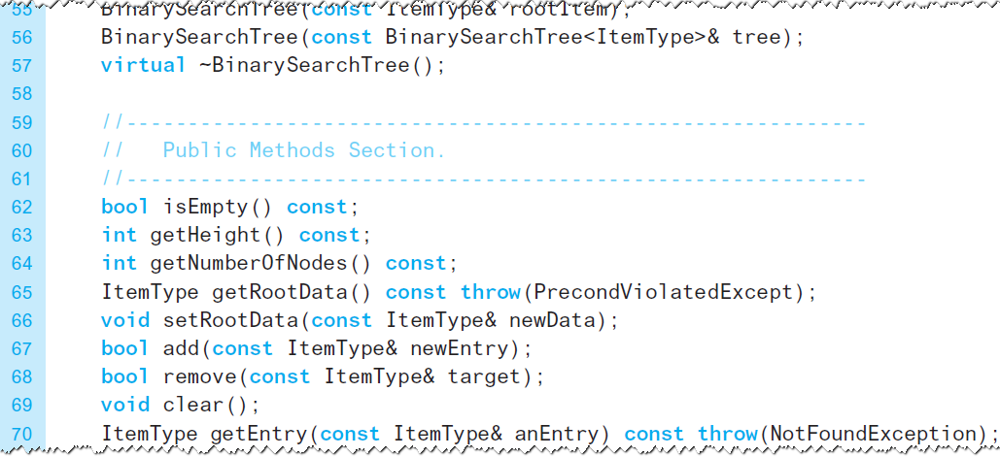 55 BinarySearchTree(const ItemType& rootItem);
56 BinarySearchTree(const BinarySearchTree<ItemType>& tree);
57 virtual ~BinarySearchTree();
58
59 //------------------------------------------------------------
60 // Public Methods Section.
61 //------------------------------------------------------------
62 bool isEmpty() const;
63 int getHeight() const;
64 int getNumberOfNodes() const;
65 ItemType getRootData() const throw(PrecondViolatedExcept);
66 void setRootData(const ItemType& newData);
67 bool add(const ItemType& newEntry);
68 bool remove(const ItemType& target);
69 void clear();
70 ItemType getEntry(const ItemType& anEntry) const throw(NotFoundException);